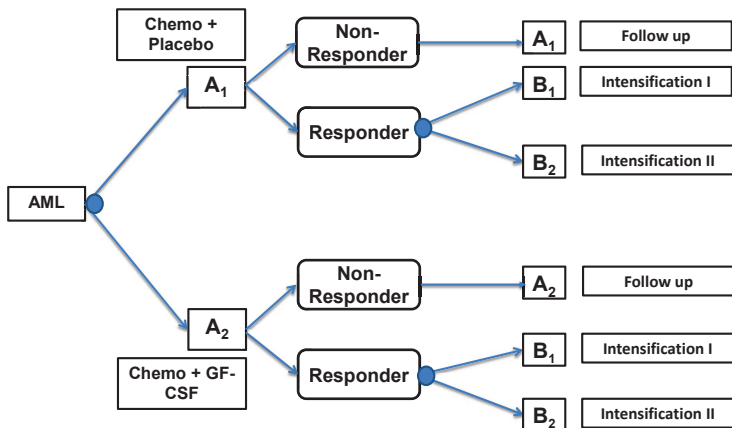 Chemo +
Placebo
A1
Non-
Responder
A1
Follow up
Responder
B1
Intensification I
B2
Intensification II
AML
A2
Chemo + GF-
CSF
Non-
Responder
A2
Follow up
Responder
B1
Intensification I
B2
Intensification II